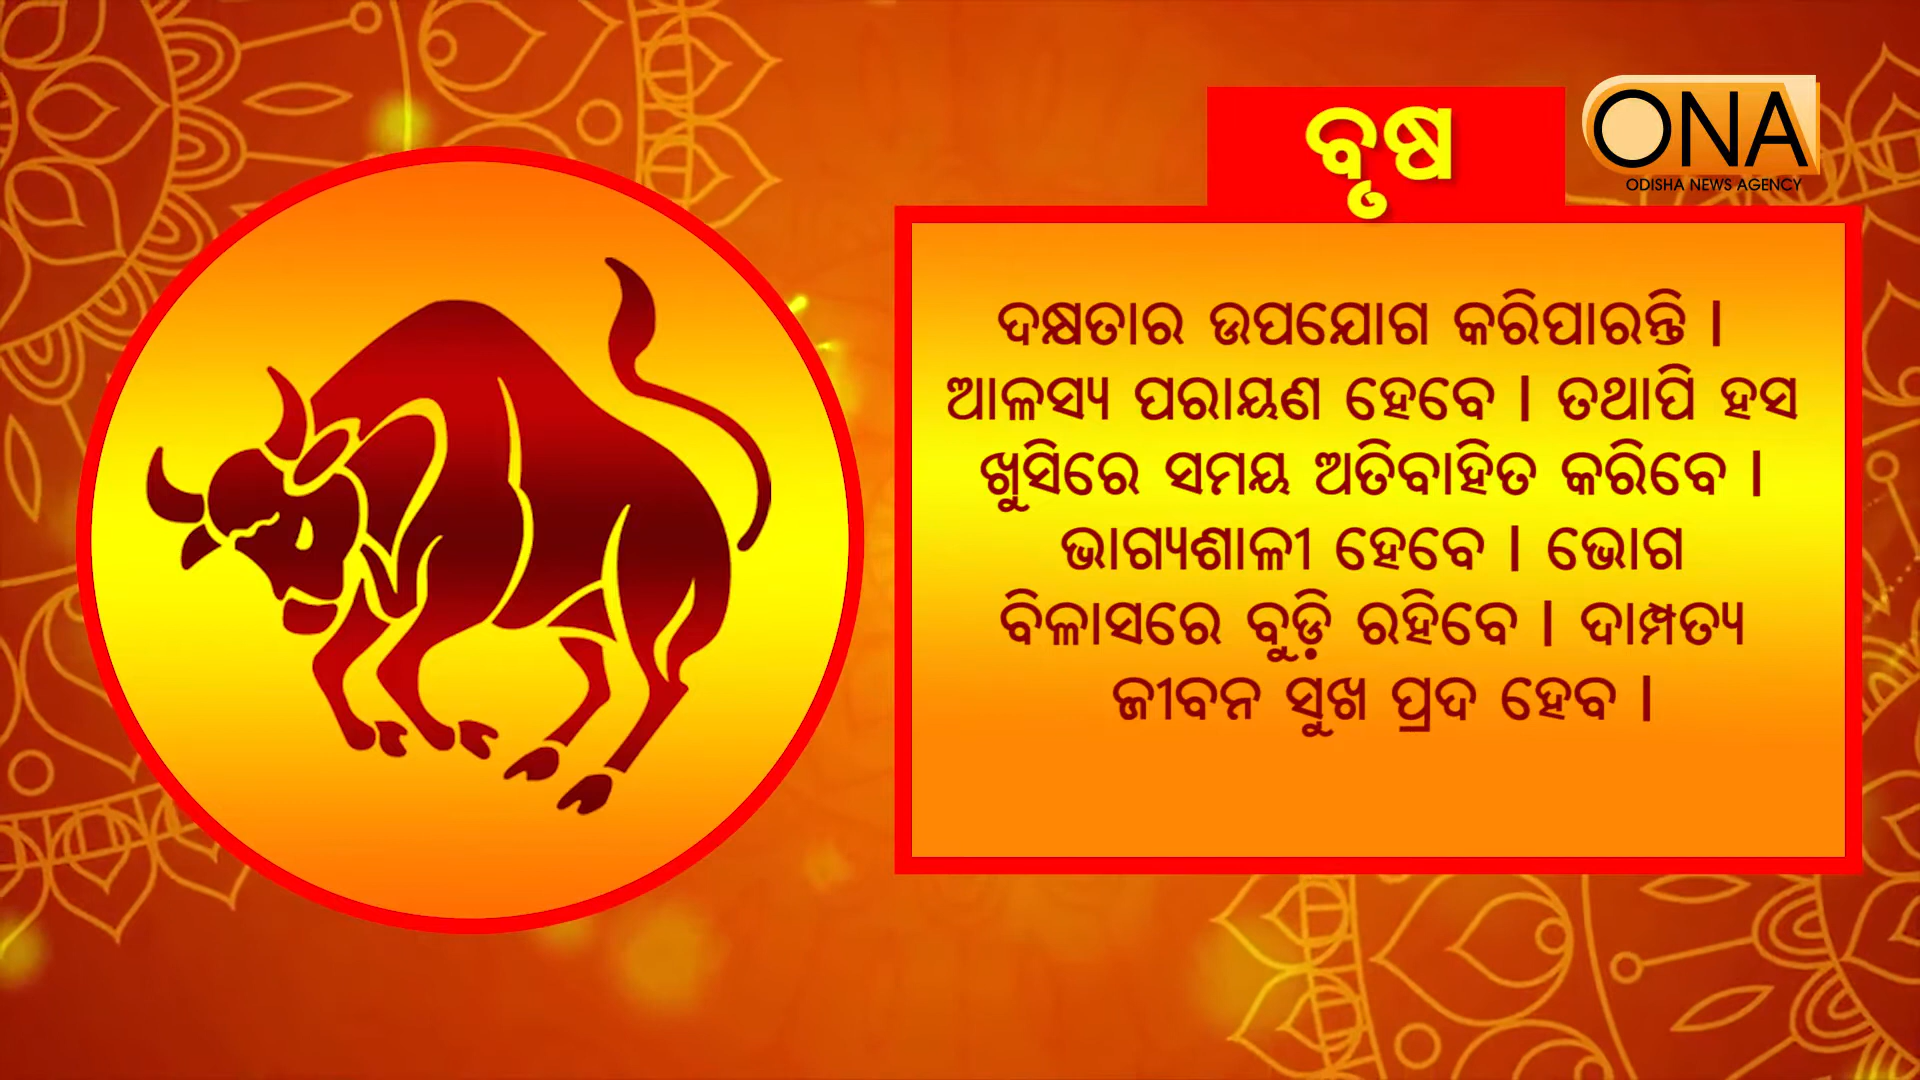 ବୃଷ
ONA
ODISHA NEWS AGENCY
ଦକ୍ଷତାର ଉପଯୋଗ କରିପାରନ୍ତି |
ଆଳସ୍ୟ ପରାୟଣ ହେବେ | ତଥାପି ହସ
ଖୁସିରେ ସମୟ ଅତିବାହିତ କରିବେ |
ଭାଗ୍ୟଶାଳୀ ହେବେ | ଭୋଗ
ବିଳାସରେ ବୁଡ଼ି ରହିବେ | ଦାମ୍ପତ୍ୟ
ଜୀବନ ସୁଖ ପ୍ରଦ ହେବ |